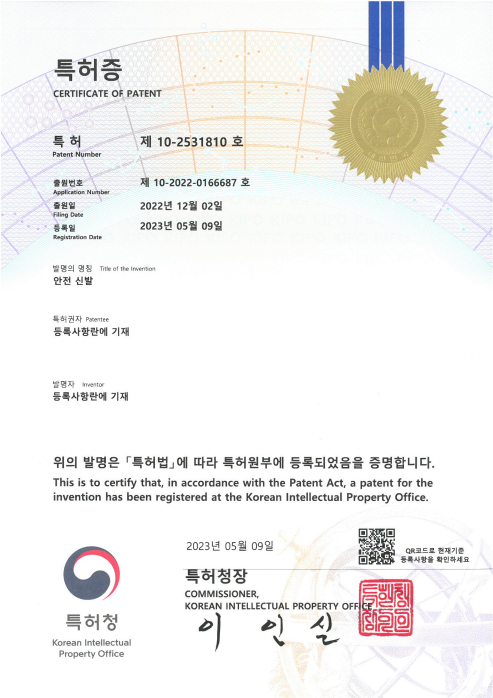 특허증
CERTIFICATE OF PATENT
특 허 제 10-2531810 호
Patent Number
출원번호 제 10-2022-0166687 호
Application Number
출원일 2022년 12월 02일
Filing Date
등록일 2023년 05월 09일
Registration Date
발명의 명칭 Title of the Invention
안전 신발
특허권자 Patentee
등록사항란에 기재
발명자 Inventor
등록사항란에 기재
위의 발명은 「특허법」에 따라 특허원부에 등록되었음을 증명합니다.
This is to certify that, in accordance with the Patent Act, a patent for the
invention has been registered at the Korean Intellectual Property Office.
2023년 05월 09일
QR코드로 현재기준
등록사항을 확인하세요
특허청장
COMMISSIONER,
KOREAN INTELLECTUAL PROPERTY OFFICE
이 인 실
특허청
Korean Intellectual
Property Office